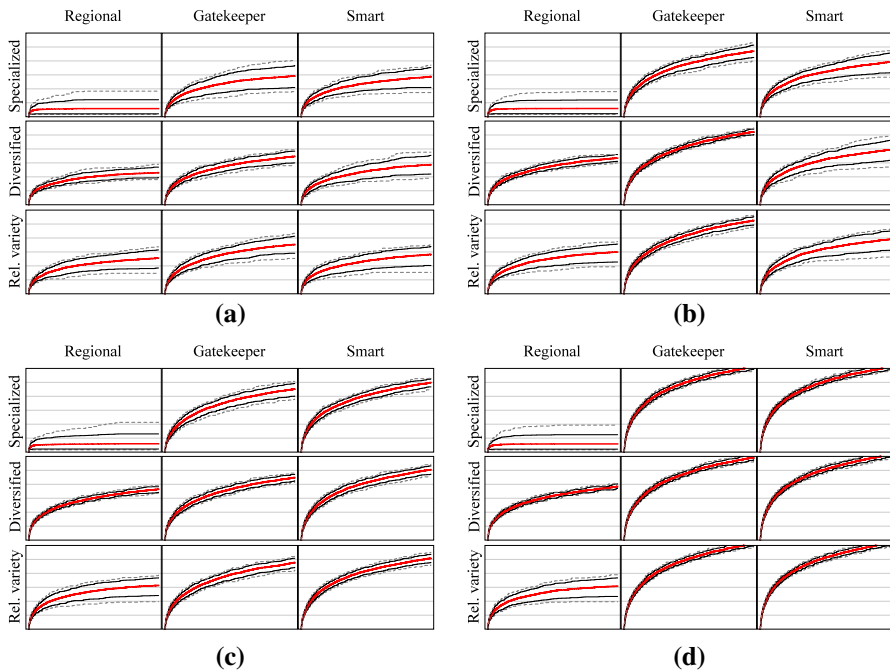 Regional Gatekeeper Smart
Specialized
Diversified
Rel. variety
(a)
Regional Gatekeeper Smart
Specialized
Diversified
Rel. variety
(b)
Regional Gatekeeper Smart
Specialized
Diversified
Rel. variety
(c)
Regional Gatekeeper Smart
Specialized
Diversified
Rel. variety
(d)